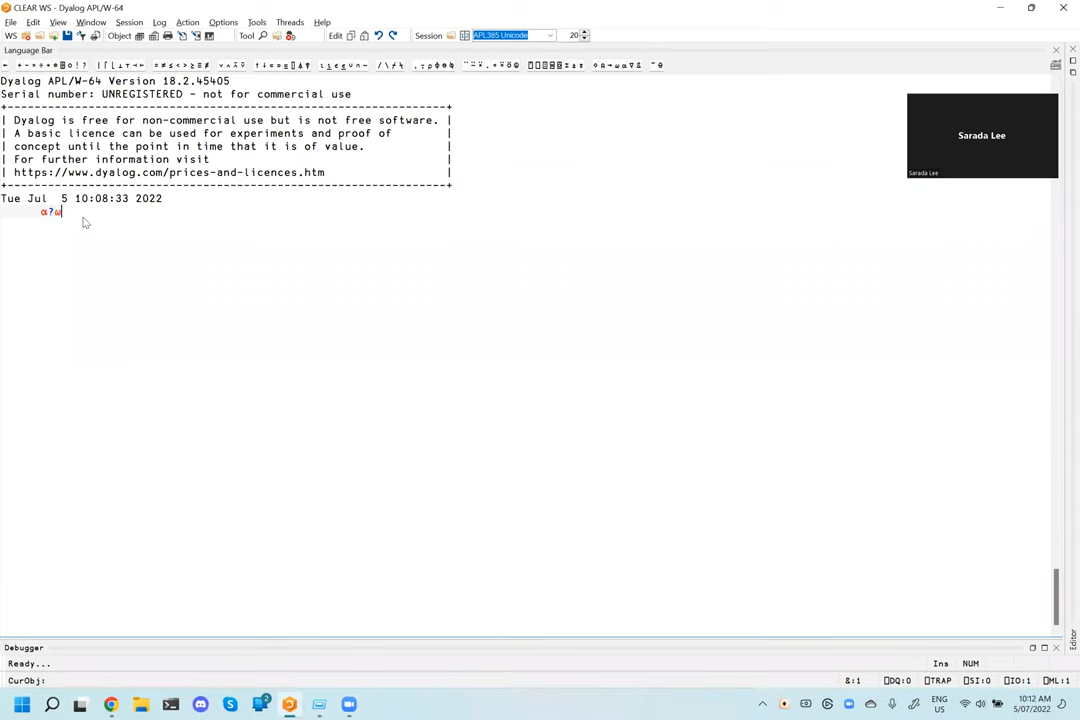 CLEAR WS - Dyalog APL/W-64
File Edit View Window Session Log Action Options Tools Threads Help
WS Object Tool Edit Session APL385 Unicode 20
Language Bar
Dyalog APL/W-64 Version 18.2.45405
Serial number: UNREGISTERED - not for commercial use
+--------------------------------------------------------------+
| Dyalog is free for non-commercial use but is not free software. |
| A basic licence can be used for experiments and proof of |
| concept until the point in time that it is of value. |
| For further information visit |
| https://www.dyalog.com/prices-and-licences.htm |
+--------------------------------------------------------------+
Tue Jul  5 10:08:33 2022
⍺?⍵
Sarada Lee
Sarada Lee
Editor
Debugger
Ready...
Ins NUM
CurObj:
&:1 ⎕DQ:0 ⎕TRAP ⎕SI:0 ⎕IO:1 ⎕ML:1
2
ENG
US
10:12 AM
5/07/2022